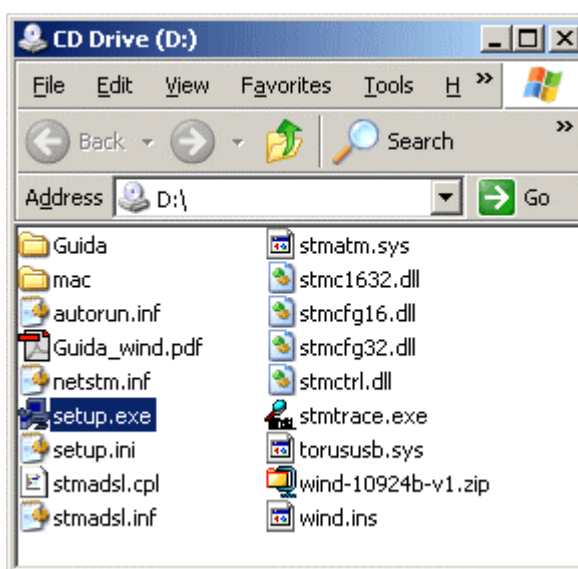 CD Drive (D:)
File Edit View Favorites Tools H »
Back Search »
Address D:\ Go
Guida
mac
autorun.inf
Guida_wind.pdf
netstm.inf
setup.exe
setup.ini
stmadsl.cpl
stmadsl.inf
stmatm.sys
stmc1632.dll
stmcfg16.dll
stmcfg32.dll
stmctrl.dll
stmtrace.exe
torususb.sys
wind-10924b-v1.zip
wind.ins